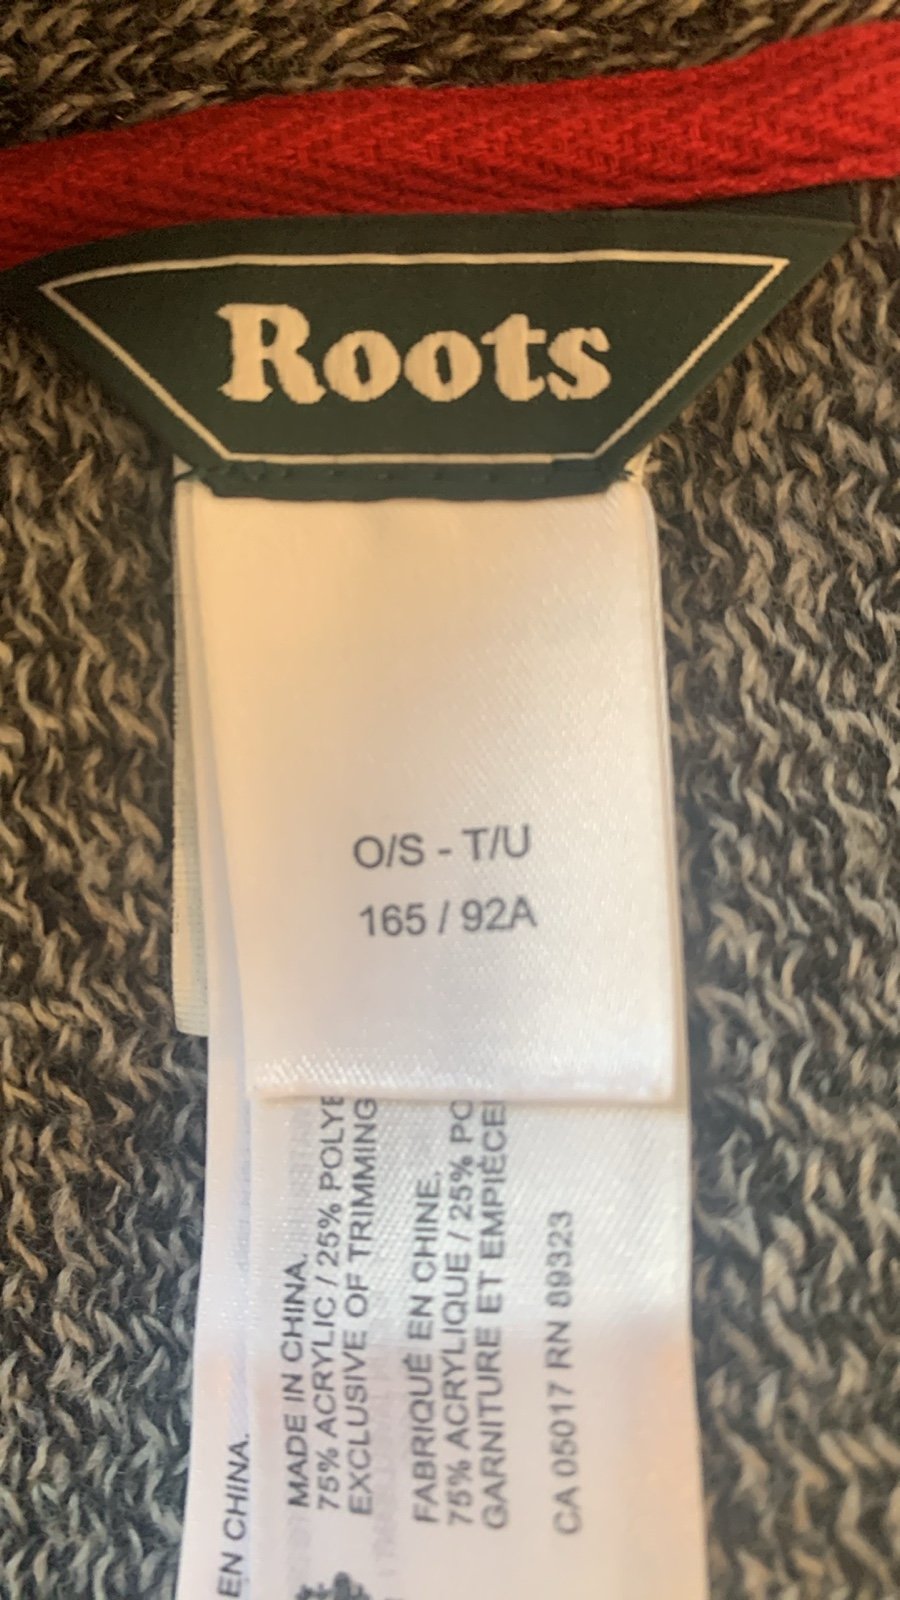 Roots
O/S - T/U
165 / 92A
MADE IN CHINA.
75% ACRYLIC / 25% POLYE
EXCLUSIVE OF TRIMMING
FABRIQUÉ EN CHINE.
75% ACRYLIQUE / 25% PO
GARNITURE ET EMPIÈCE
CA 05017 RN 89323
EN CHINA.